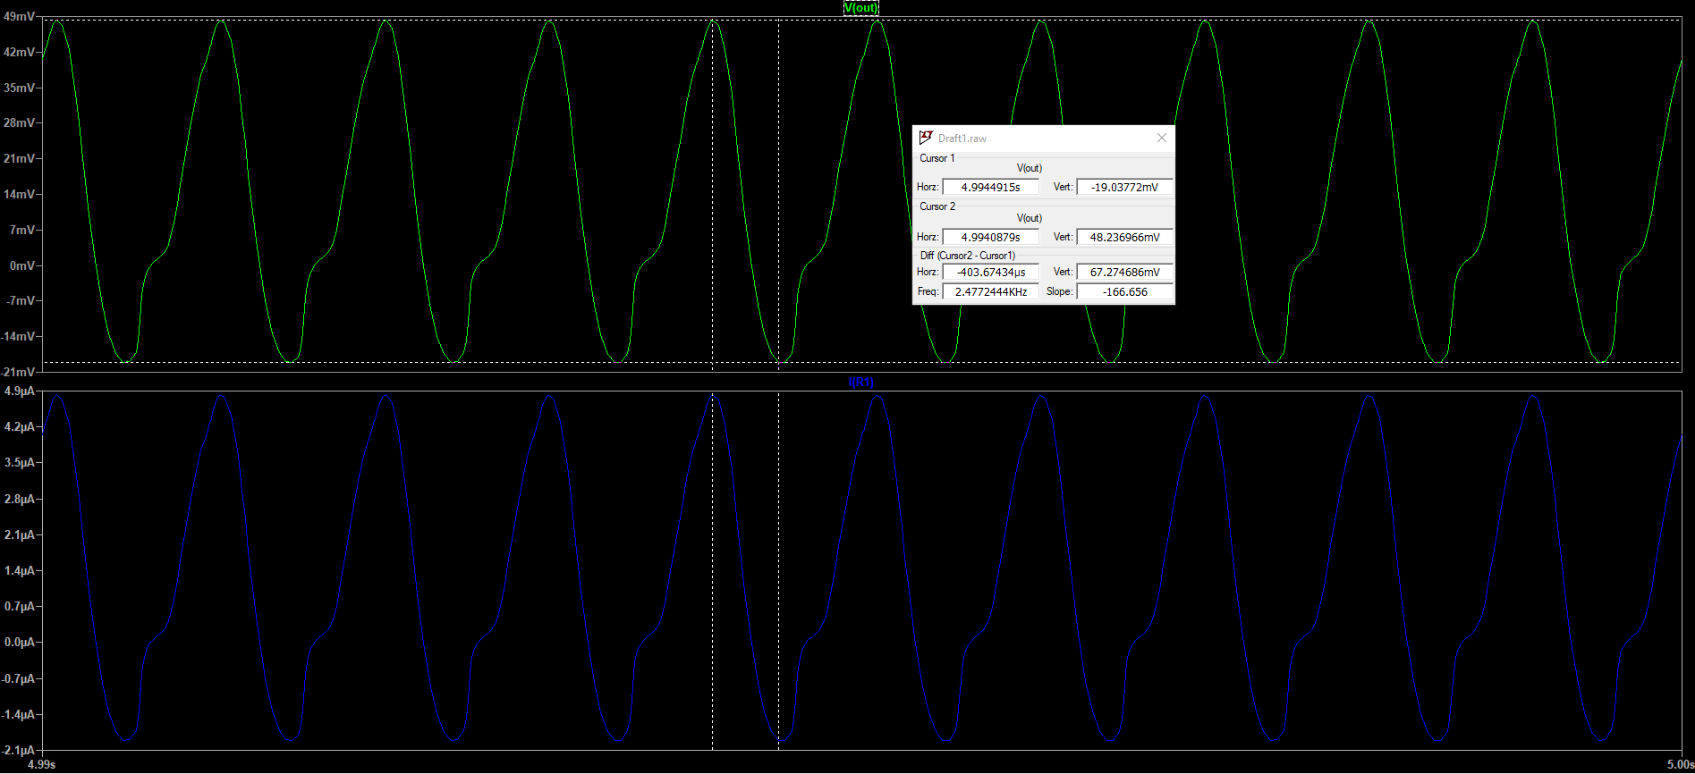 V(out)
49mV
42mV
35mV
28mV
21mV
14mV
7mV
0mV
-7mV
-14mV
-21mV
Draft1.raw
Cursor 1
V(out)
Horz: 4.9944915s Vert: -19.03772mV
Cursor 2
V(out)
Horz: 4.9940879s Vert: 48.236966mV
Diff (Cursor2 - Cursor1)
Horz: -403.67434µs Vert: 67.274686mV
Freq: 2.4772444KHz Slope: -166.656
I(R1)
4.9µA
4.2µA
3.5µA
2.8µA
2.1µA
1.4µA
0.7µA
0.0µA
-0.7µA
-1.4µA
-2.1µA
4.99s 5.00s